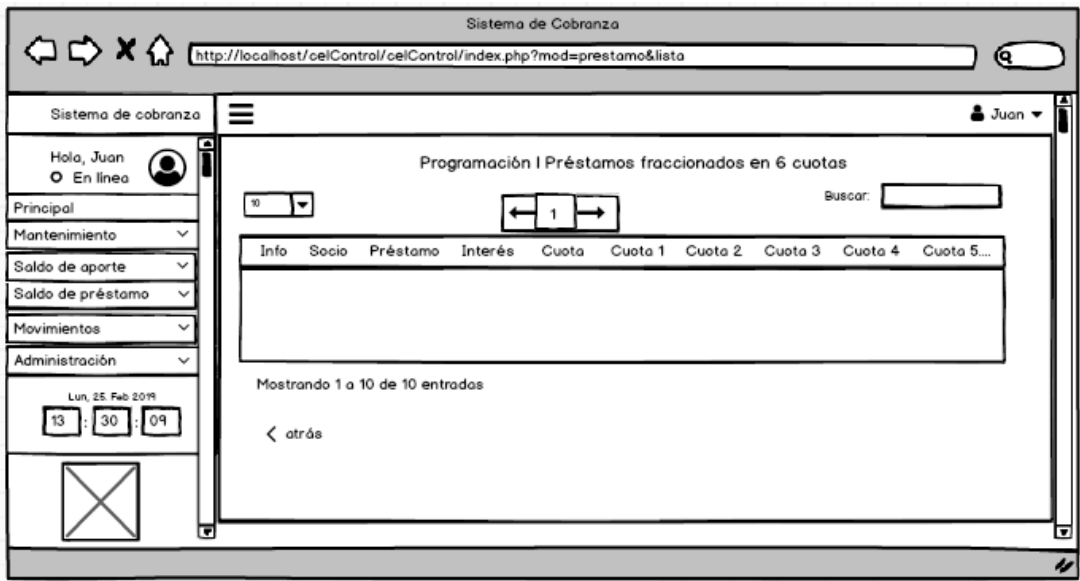 Sistema de Cobranza
http://localhost/celControl/celControl/index.php?mod=prestamo&lista
Sistema de cobranza
Juan
Hola, Juan
En línea
Principal
Mantenimiento
Saldo de aporte
Saldo de préstamo
Movimientos
Administración
Lun, 25. Feb 2019
13 : 30 : 09
Programación | Préstamos fraccionados en 6 cuotas
10
1
Buscar:
Info Socio Préstamo Interés Cuota Cuota 1 Cuota 2 Cuota 3 Cuota 4 Cuota 5....
Mostrando 1 a 10 de 10 entradas
atrás